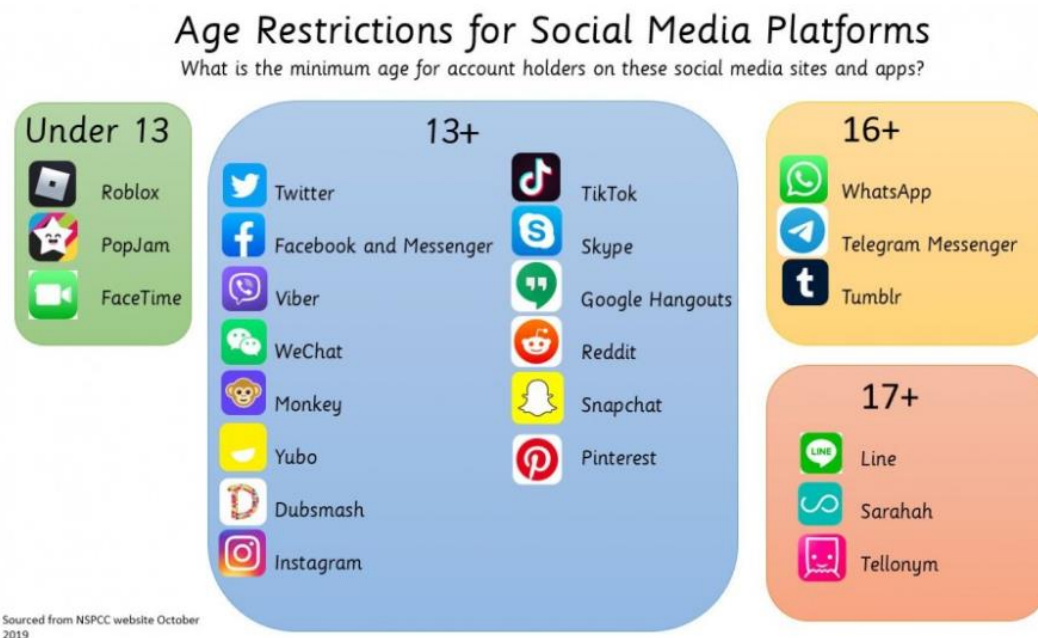 Age Restrictions for Social Media Platforms
What is the minimum age for account holders on these social media sites and apps?
Under 13
Roblox
PopJam
FaceTime
13+
Twitter
Facebook and Messenger
Viber
WeChat
Monkey
Yubo
Dubsmash
Instagram
TikTok
Skype
Google Hangouts
Reddit
Snapchat
Pinterest
16+
WhatsApp
Telegram Messenger
Tumblr
17+
LINE
Line
Sarahah
Tellonym
Sourced from NSPCC website October
2019